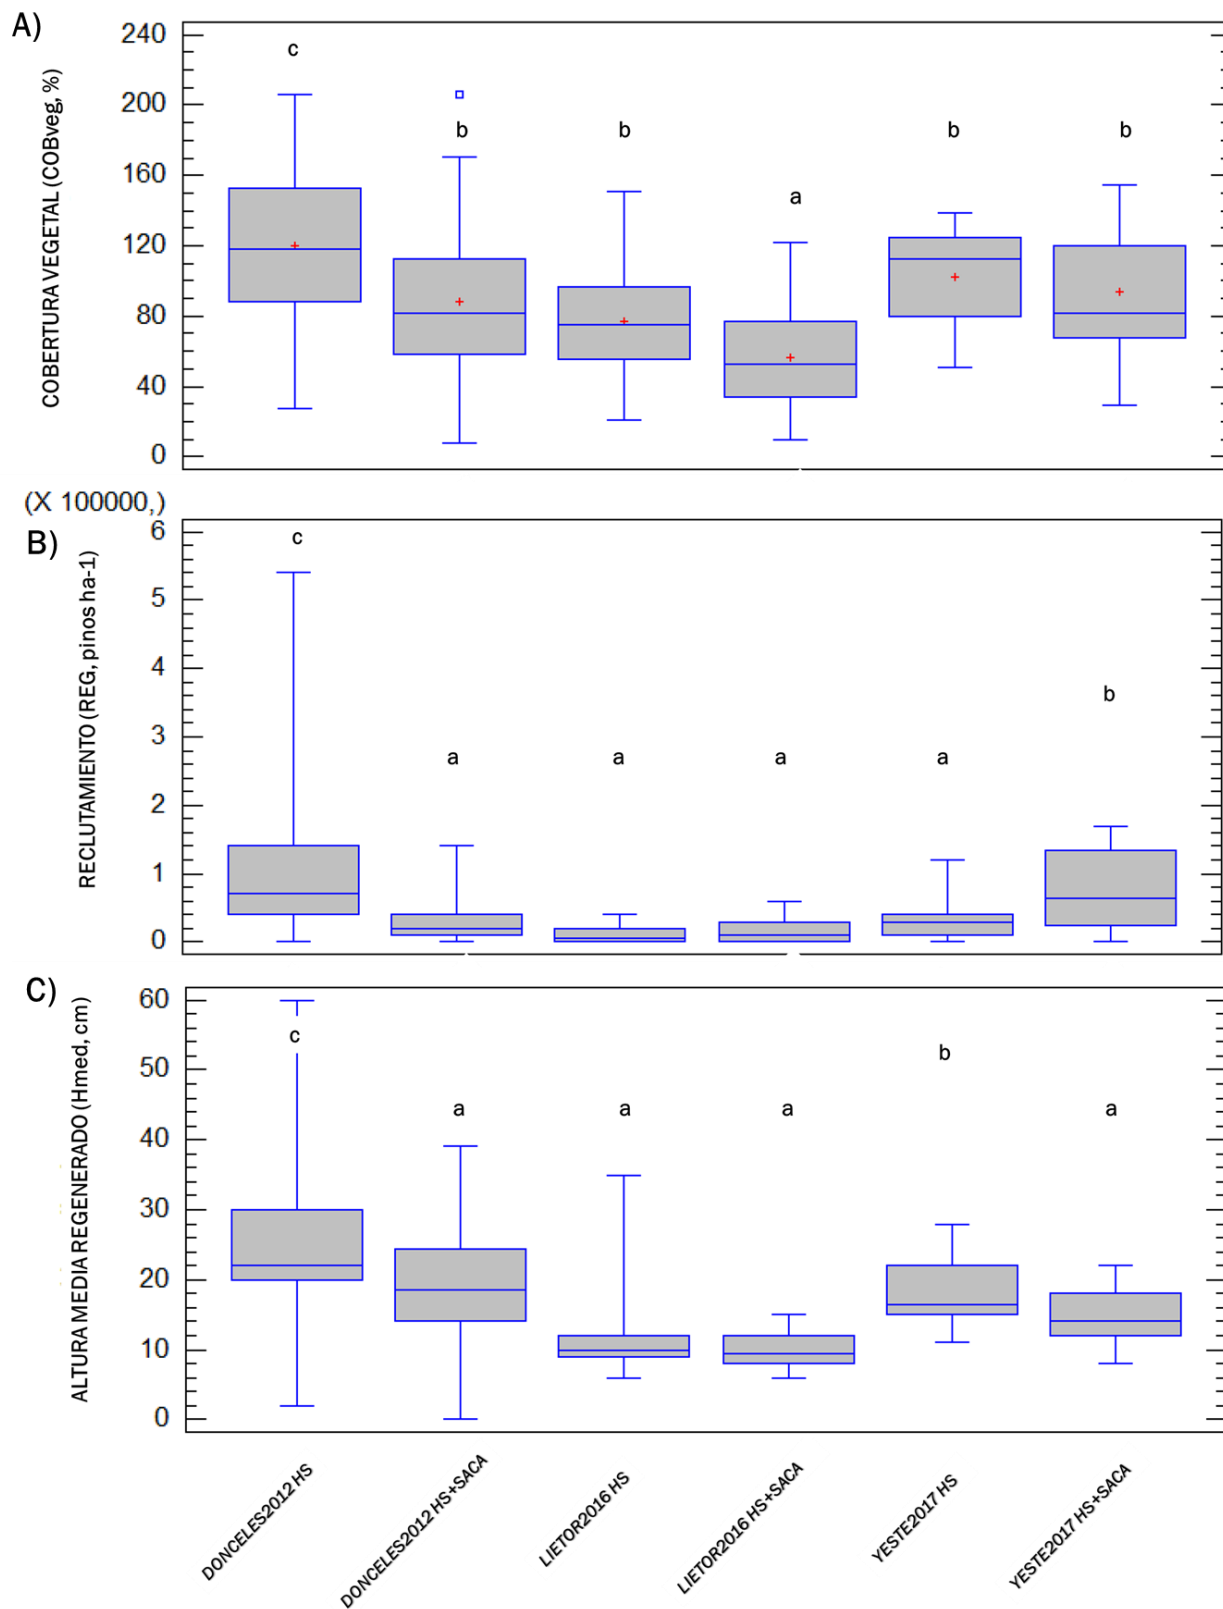 A)
COBERTURA VEGETAL (COBveg, %)
240
200
160
120
80
40
0
c
b
b
a
b
b
(X 100000,)
B)
RECLUTAMIENTO (REG, pinos ha-1)
6
5
4
3
2
1
0
c
a
a
a
a
b
C)
ALTURA MEDIA REGENERADO (Hmed, cm)
60
50
40
30
20
10
0
c
a
a
a
b
a
DONCELES2012 HS
DONCELES2012 HS+SACA
LIETOR2016 HS
LIETOR2016 HS+SACA
YESTE2017 HS
YESTE2017 HS+SACA